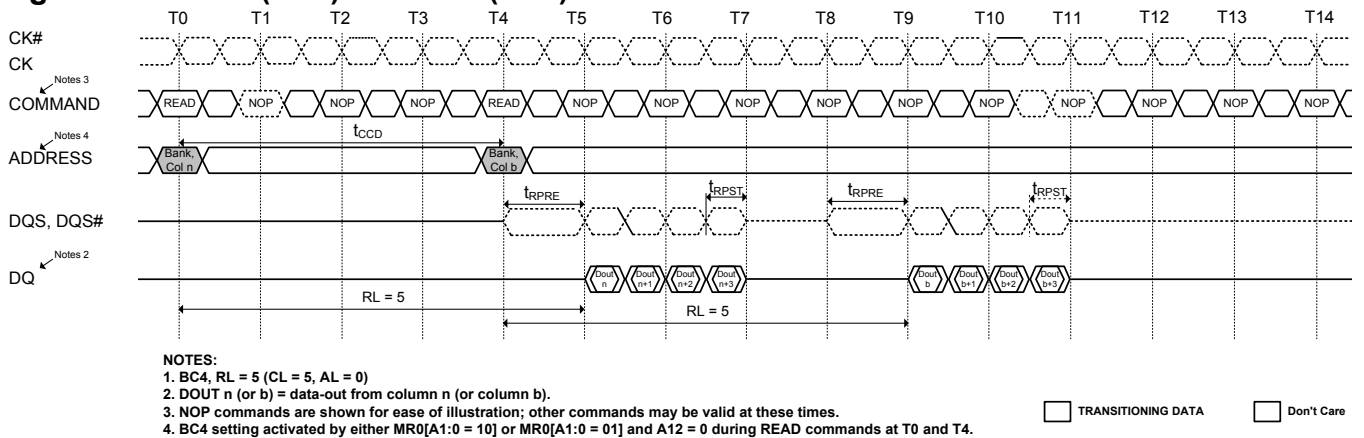 T0 T1 T2 T3 T4 T5 T6 T7 T8 T9 T10 T11 T12 T13 T14
CK#
CK
Notes 3
COMMAND READ NOP NOP NOP READ NOP NOP NOP NOP NOP NOP NOP NOP NOP NOP
tCCD
Notes 4
ADDRESS Bank, Col n Bank, Col b
tRPRE tRPST tRPRE tRPST
DQS, DQS#
Notes 2
DQ Dout n Dout n+1 Dout n+2 Dout n+3 Dout b Dout b+1 Dout b+2 Dout b+3
RL = 5
RL = 5
NOTES:
1. BC4, RL = 5 (CL = 5, AL = 0)
2. DOUT n (or b) = data-out from column n (or column b).
3. NOP commands are shown for ease of illustration; other commands may be valid at these times.
4. BC4 setting activated by either MR0[A1:0 = 10] or MR0[A1:0 = 01] and A12 = 0 during READ commands at T0 and T4.
TRANSITIONING DATA Don't Care